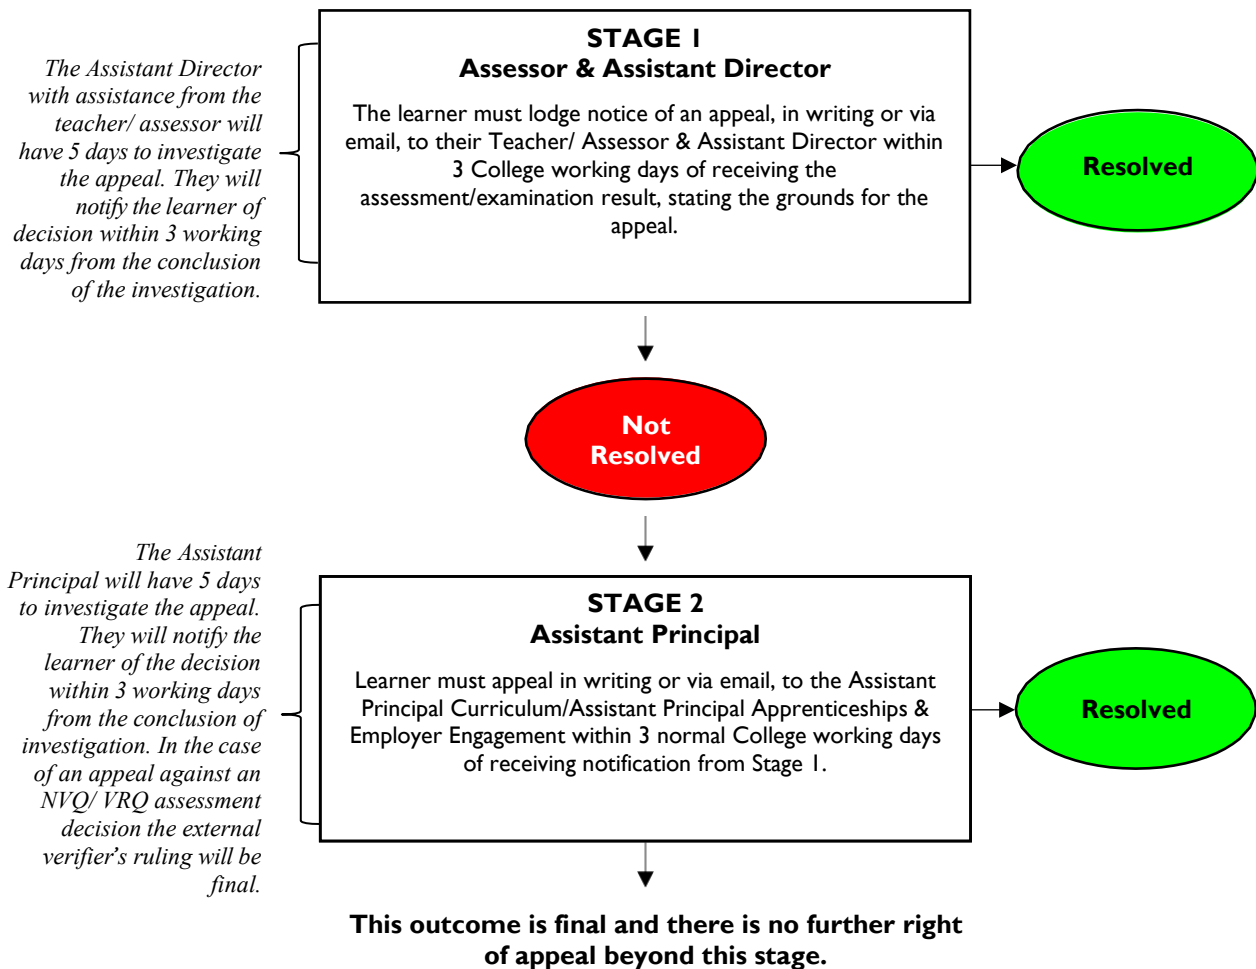 The Assistant Director
with assistance from the
teacher/ assessor will
have 5 days to investigate
the appeal. They will
notify the learner of
decision within 3 working
days from the conclusion
of the investigation.
STAGE 1
Assessor & Assistant Director
The learner must lodge notice of an appeal, in writing or via
email, to their Teacher/ Assessor & Assistant Director within
3 College working days of receiving the
assessment/examination result, stating the grounds for the
appeal.
Resolved
Not
Resolved
The Assistant
Principal will have 5 days
to investigate the appeal.
They will notify the
learner of the decision
within 3 working days
from the conclusion of
investigation. In the case
of an appeal against an
NVQ/ VRQ assessment
decision the external
verifier's ruling will be
final.
STAGE 2
Assistant Principal
Learner must appeal in writing or via email, to the Assistant
Principal Curriculum/Assistant Principal Apprenticeships &
Employer Engagement within 3 normal College working days
of receiving notification from Stage 1.
Resolved
This outcome is final and there is no further right
of appeal beyond this stage.